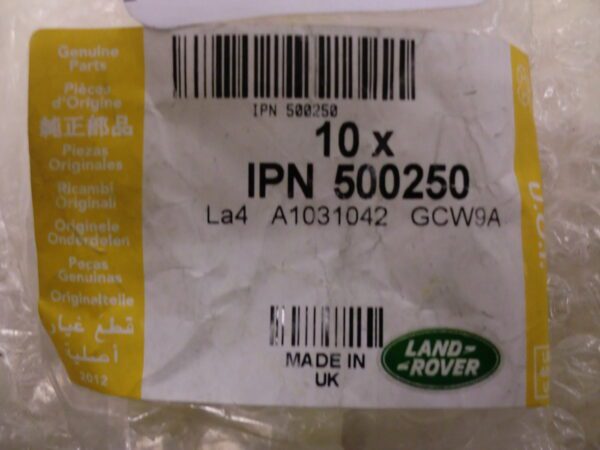 Genuine
Parts
Pièces
d'Origine
純正部品
Piezas
Originales
Ricambi
Originali
Originele
Onderdelen
Peças
Genuinas
Originalteile
قطع غيار
أصلية
2012
IPN 500250
10 x
IPN 500250
La4 A1031042 GCW9A
MADE IN
UK
LAND
ROVER